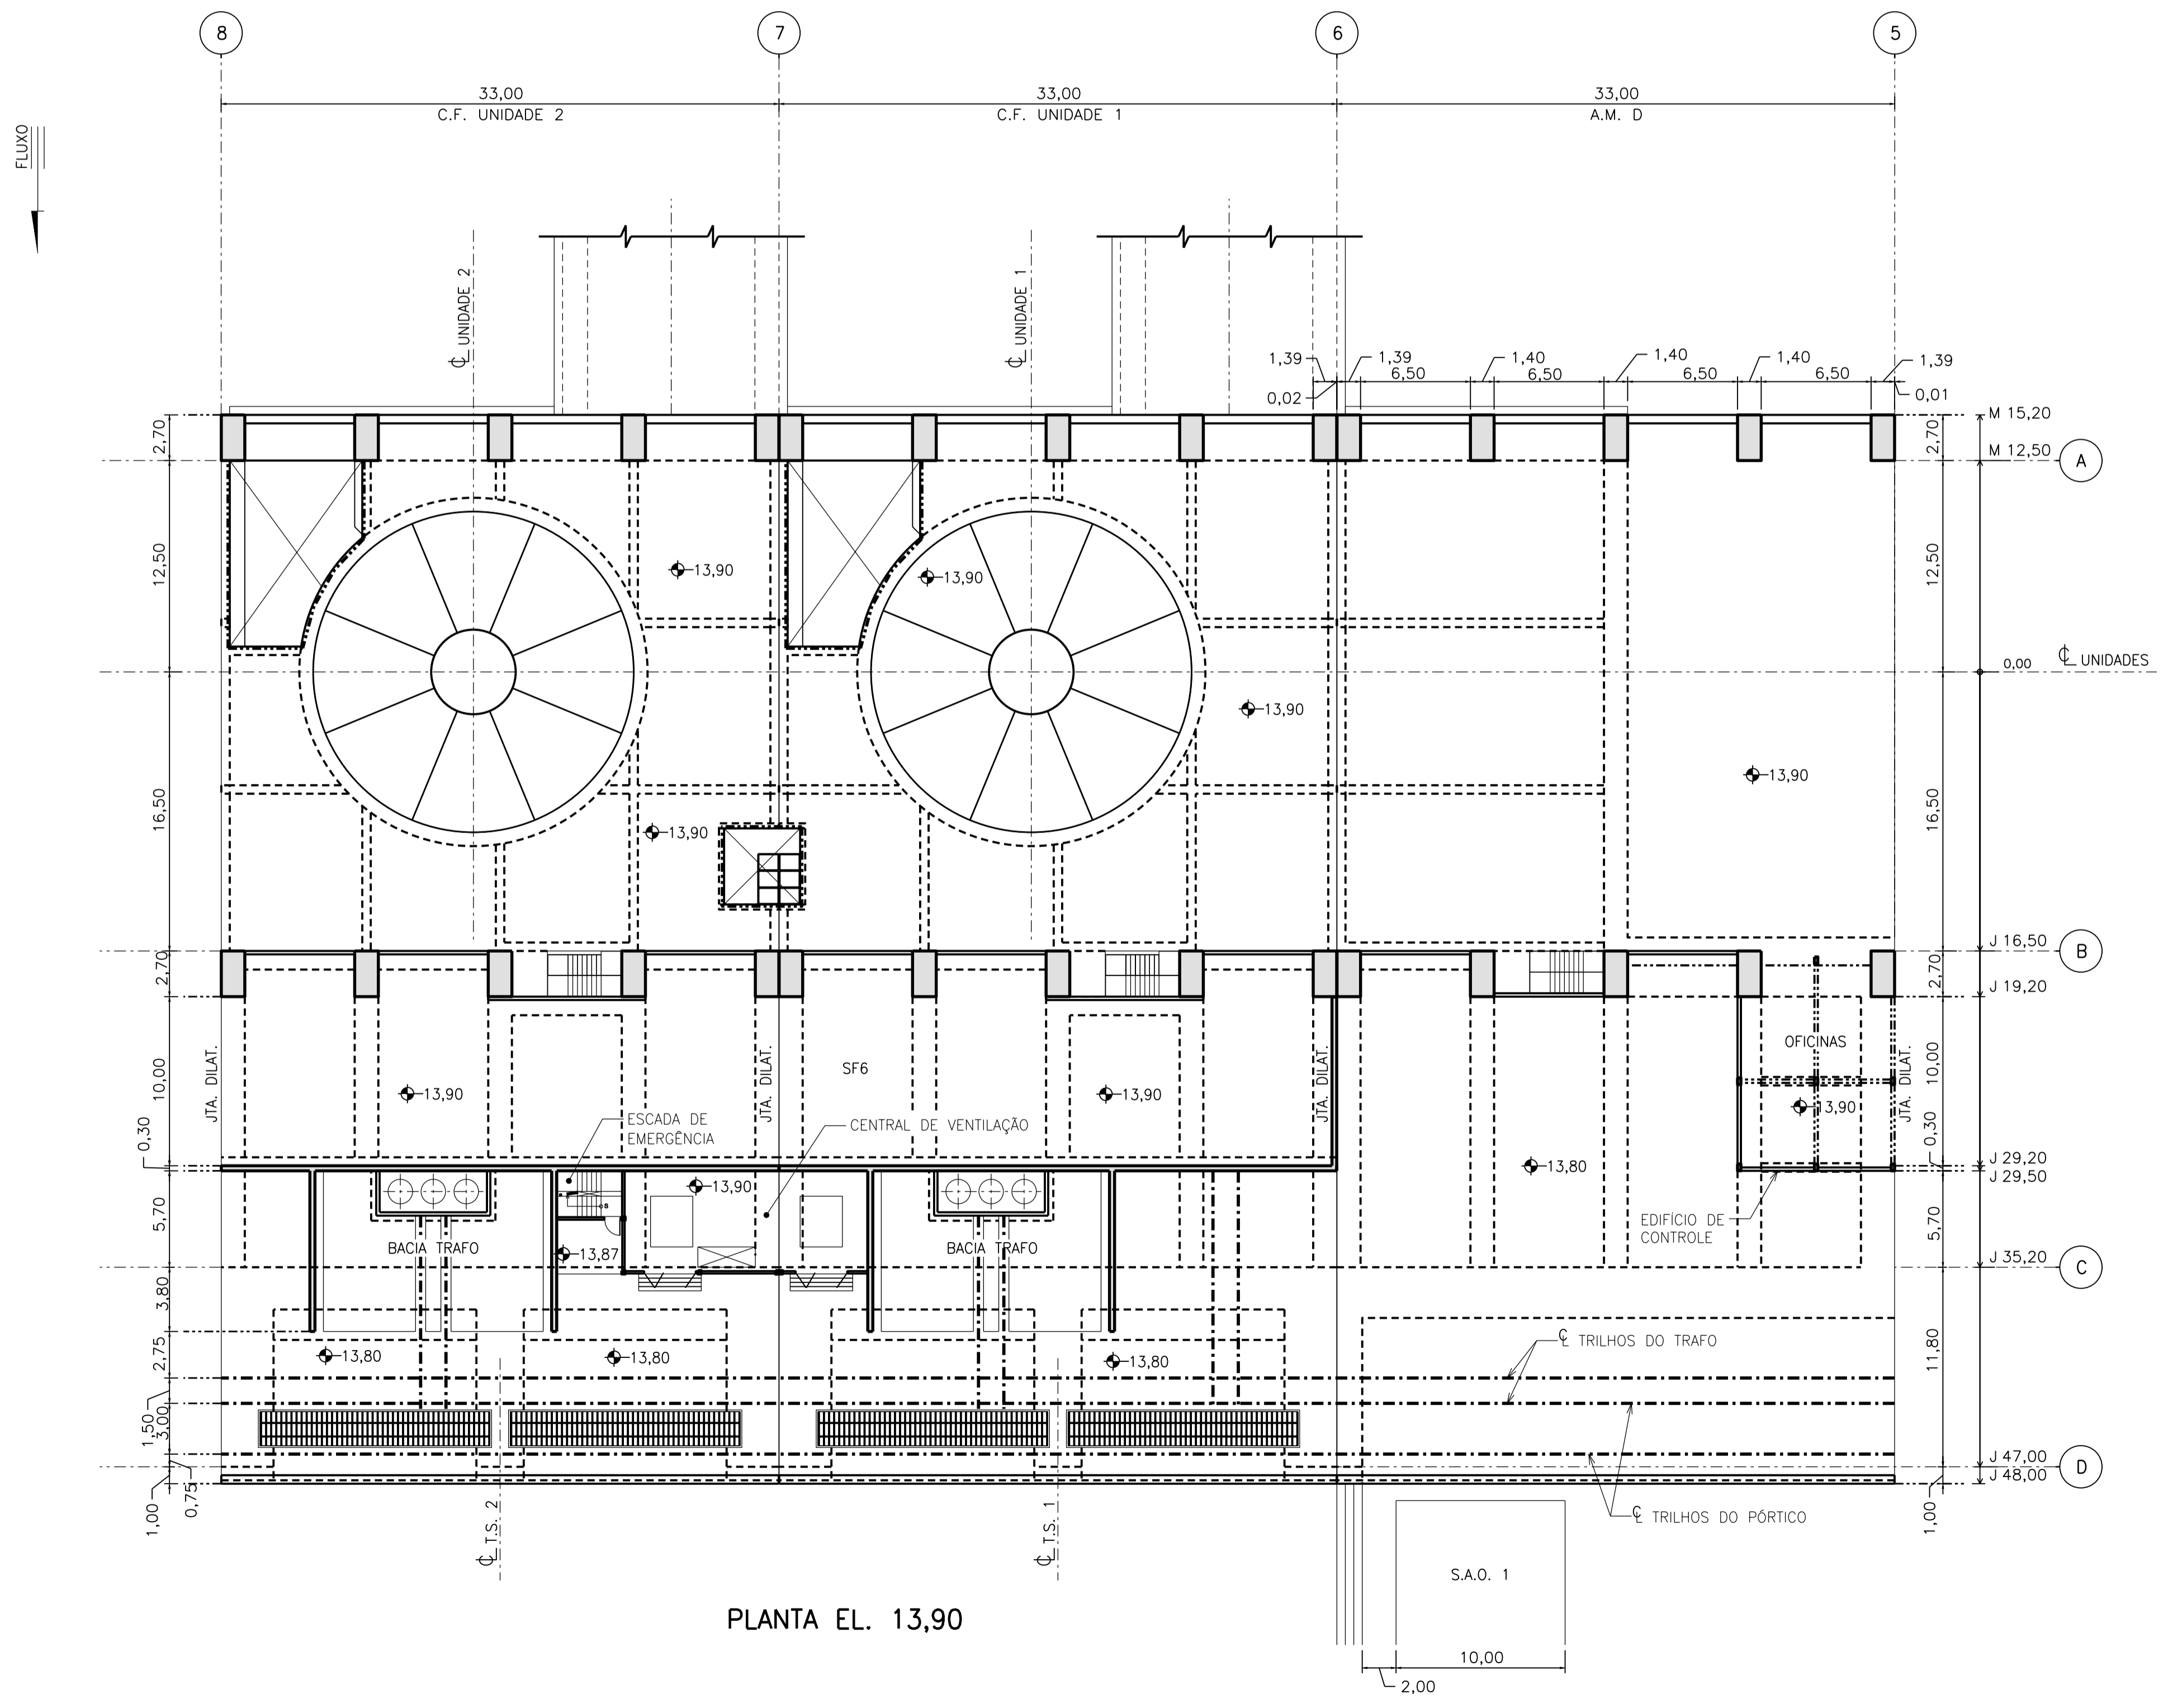 8
7
6
5
33,00
33,00
33,00
C.F. UNIDADE 2
C.F. UNIDADE 1
A.M. D
FLUXO
℄ UNIDADE 2
℄ UNIDADE 1
1,39
1,39
0,02
6,50
1,40
6,50
1,40
6,50
1,40
6,50
1,39
0,01
2,70
2,70
M 15,20
M 12,50
A
12,50
12,50
13,90
13,90
0,00
℄ UNIDADES
13,90
13,90
13,90
16,50
16,50
J 16,50
B
2,70
2,70
J 19,20
JTA. DILAT.
JTA. DILAT.
JTA. DILAT.
JTA. DILAT.
10,00
10,00
SF6
OFICINAS
13,90
13,90
13,90
ESCADA DE
EMERGÊNCIA
CENTRAL DE VENTILAÇÃO
0,30
0,30
13,80
J 29,20
J 29,50
13,90
5,70
5,70
EDIFÍCIO DE
CONTROLE
BACIA TRAFO
BACIA TRAFO
13,87
J 35,20
C
3,80
11,80
2,75
13,80
13,80
13,80
℄ TRILHOS DO TRAFO
1,50
3,00
J 47,00
D
J 48,00
1,00
0,75
1,00
℄ TRILHOS DO PÓRTICO
℄ T.S. 2
℄ T.S. 1
S.A.O. 1
PLANTA EL. 13,90
10,00
2,00